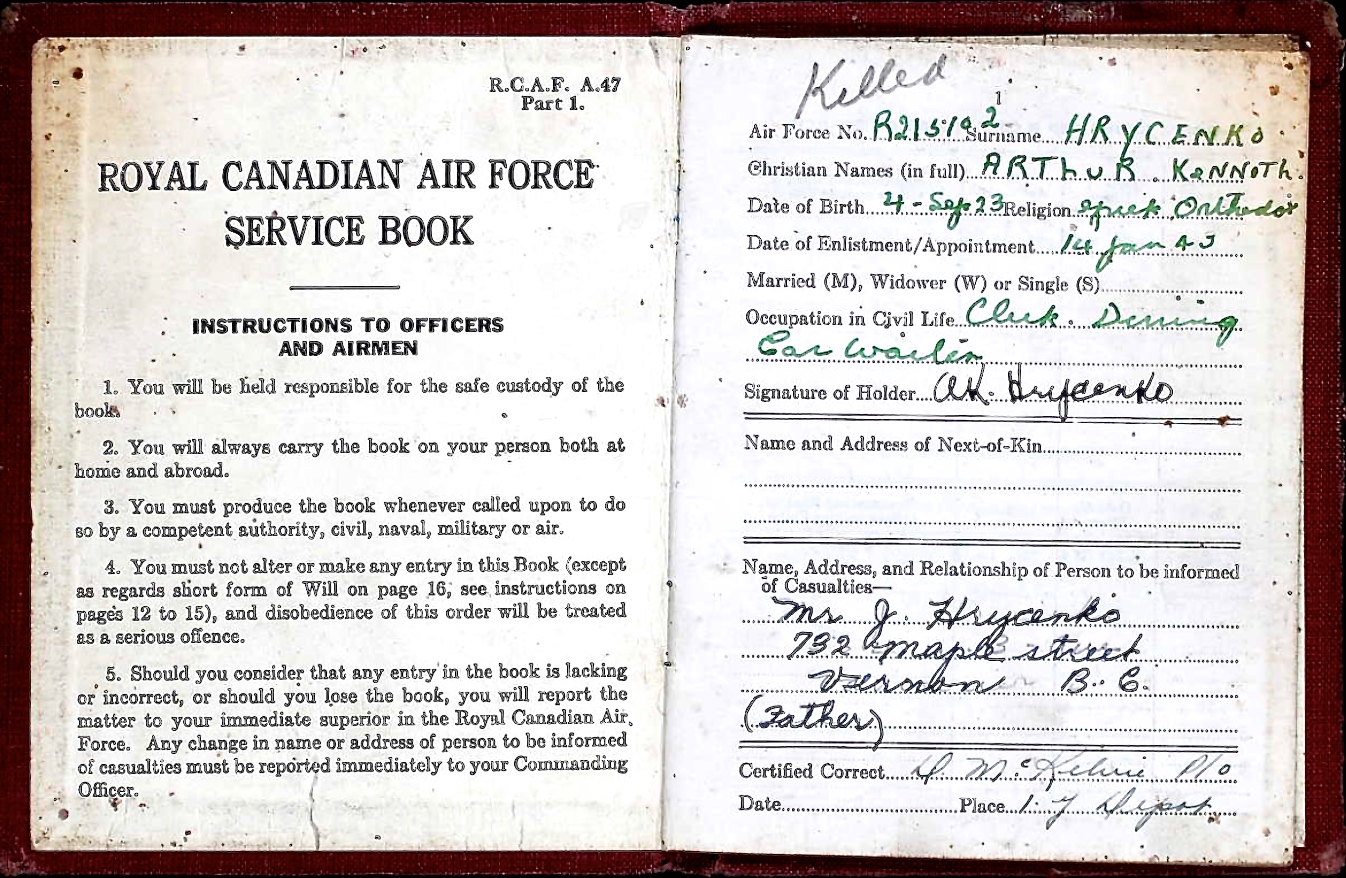 R.C.A.F. A.47
Part 1.
ROYAL CANADIAN AIR FORCE
SERVICE BOOK
INSTRUCTIONS TO OFFICERS
AND AIRMEN
1. You will be held responsible for the safe custody of the
book.
2. You will always carry the book on your person both at
home and abroad.
3. You must produce the book whenever called upon to do
so by a competent authority, civil, naval, military or air.
4. You must not alter or make any entry in this Book (except
as regards short form of Will on page 16, see instructions on
pages 12 to 15), and disobedience of this order will be treated
as a serious offence.
5. Should you consider that any entry in the book is lacking
or incorrect, or should you lose the book, you will report the
matter to your immediate superior in the Royal Canadian Air
Force. Any change in name or address of person to be informed
of casualties must be reported immediately to your Commanding
Officer.
Killed
1
Air Force No. R215192 Surname HRYCENKO
Christian Names (in full) ARTHUR KENNOTH.
Date of Birth 4 - Sep 23 Religion Greek Orthodox
Date of Enlistment/Appointment 14 Jan 43
Married (M), Widower (W) or Single (S)
Occupation in Civil Life Clerk. Dining
Car
Signature of Holder AK. Hrycenko
Name and Address of Next-of-Kin
Name, Address, and Relationship of Person to be informed
of Casualties—
Mr J. Hrycenko
732 maple street
Vernon B.C.
(Father)
Certified Correct D. McKelvie P/O
Date Place 1. Y Depot